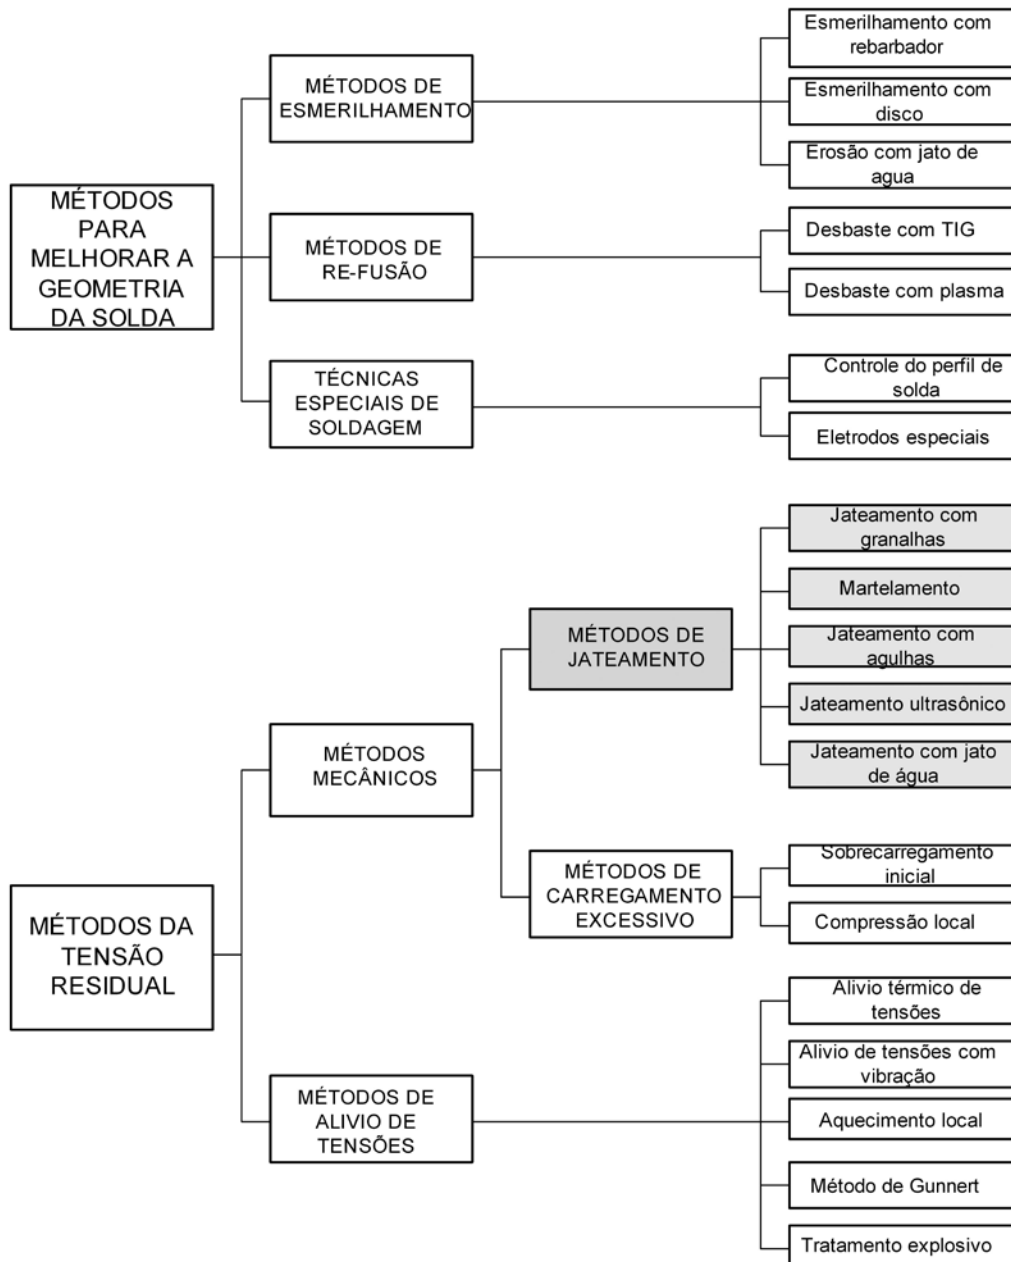 MÉTODOS
PARA
MELHORAR A
GEOMETRIA
DA SOLDA
MÉTODOS DE
ESMERILHAMENTO
Esmerilhamento com
rebarbador
Esmerilhamento com
disco
Erosão com jato de
agua
MÉTODOS DE
RE-FUSÃO
Desbaste com TIG
Desbaste com plasma
TÉCNICAS
ESPECIAIS DE
SOLDAGEM
Controle do perfil de
solda
Eletrodos especiais
MÉTODOS DA
TENSÃO
RESIDUAL
MÉTODOS
MECÂNICOS
MÉTODOS DE
JATEAMENTO
Jateamento com
granalhas
Martelamento
Jateamento com
agulhas
Jateamento ultrasônico
Jateamento com jato
de água
MÉTODOS DE
CARREGAMENTO
EXCESSIVO
Sobrecarregamento
inicial
Compressão local
MÉTODOS DE
ALIVIO DE
TENSÕES
Alivio térmico de
tensões
Alivio de tensões com
vibração
Aquecimento local
Método de Gunnert
Tratamento explosivo